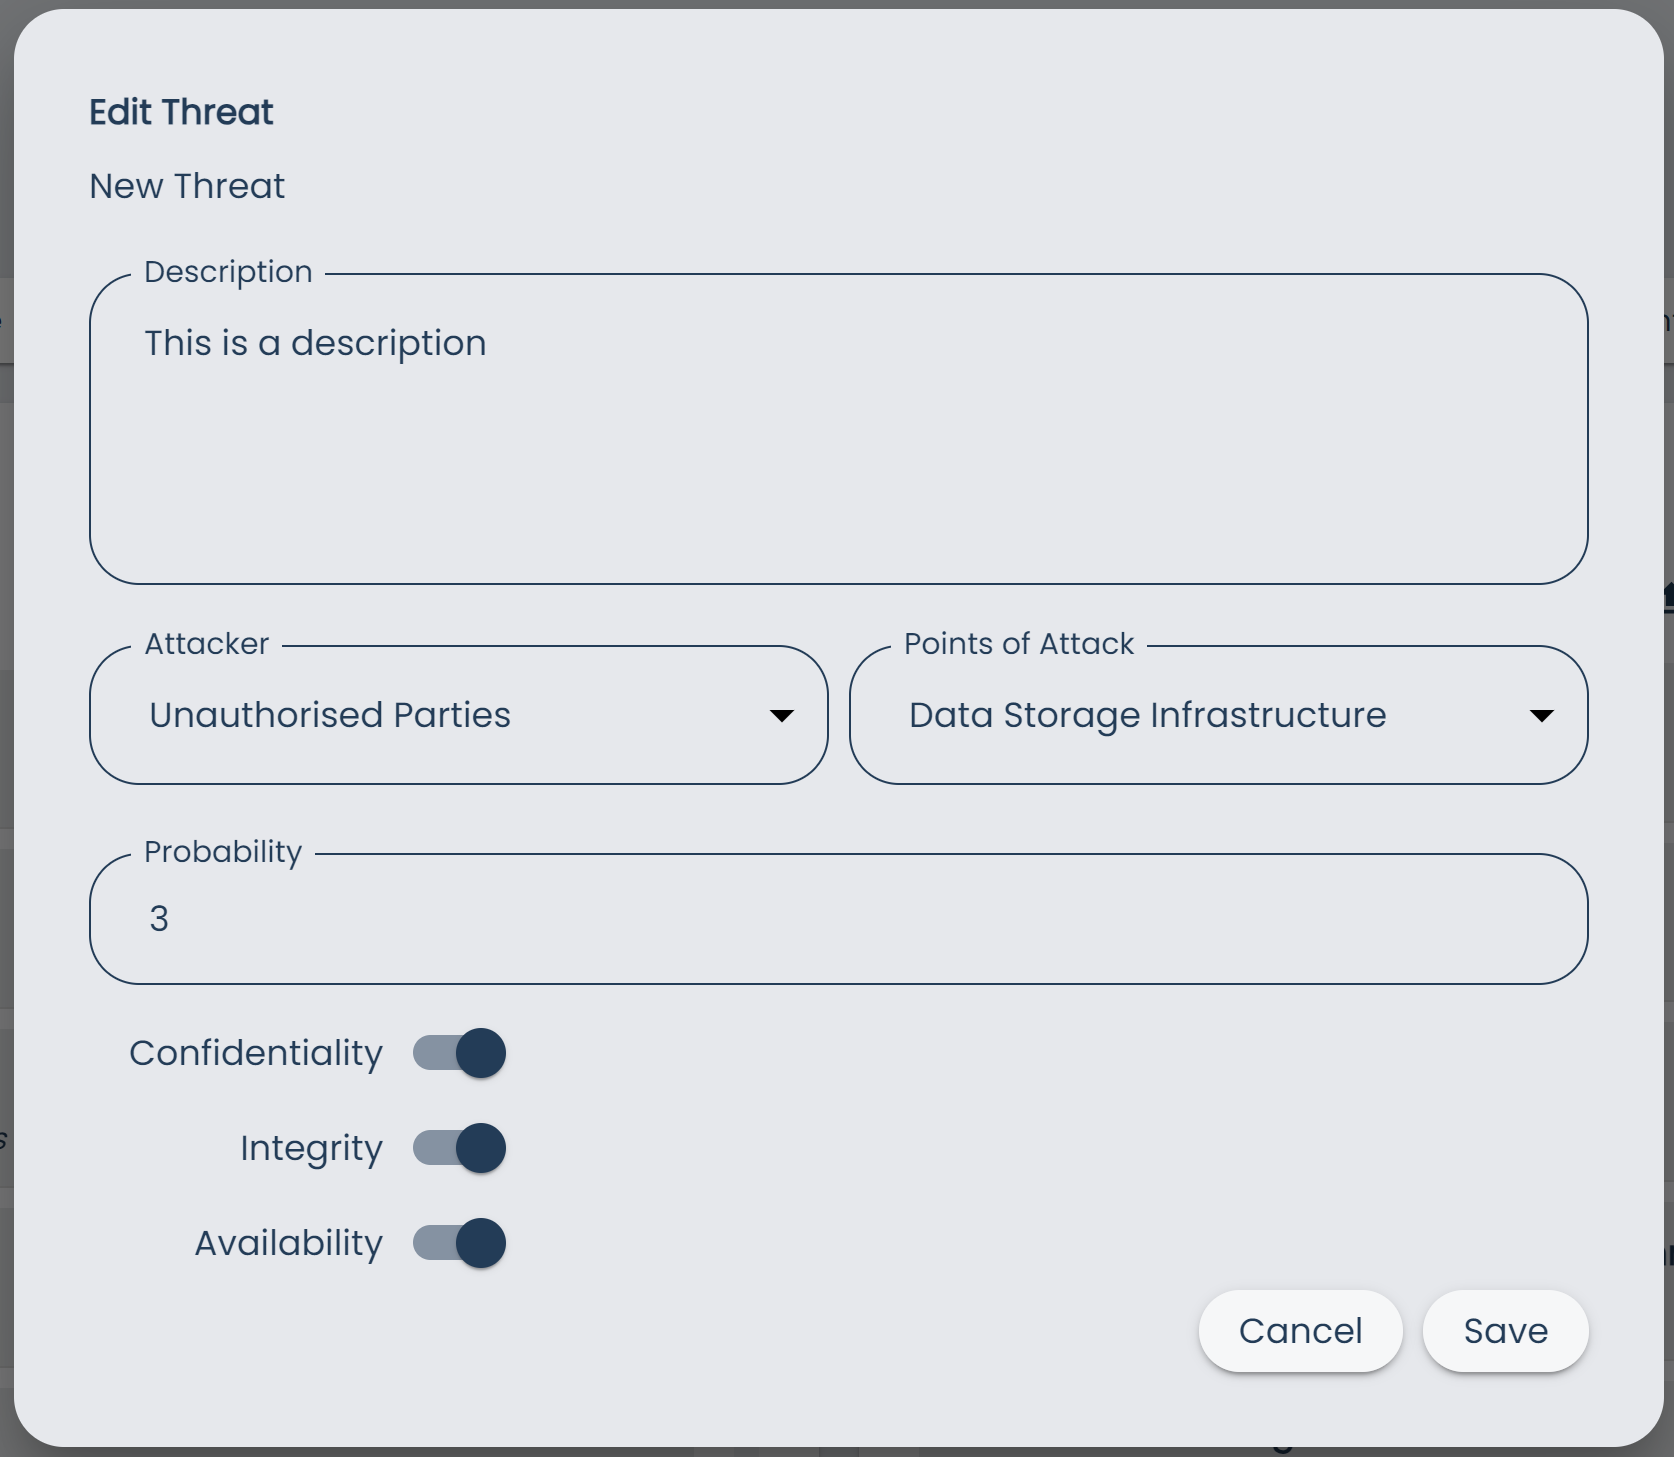 Edit Threat
New Threat
Description
This is a description
Attacker
Points of Attack
Unauthorised Parties
Data Storage Infrastructure
Probability
3
Confidentiality
Integrity
Availability
Cancel
Save